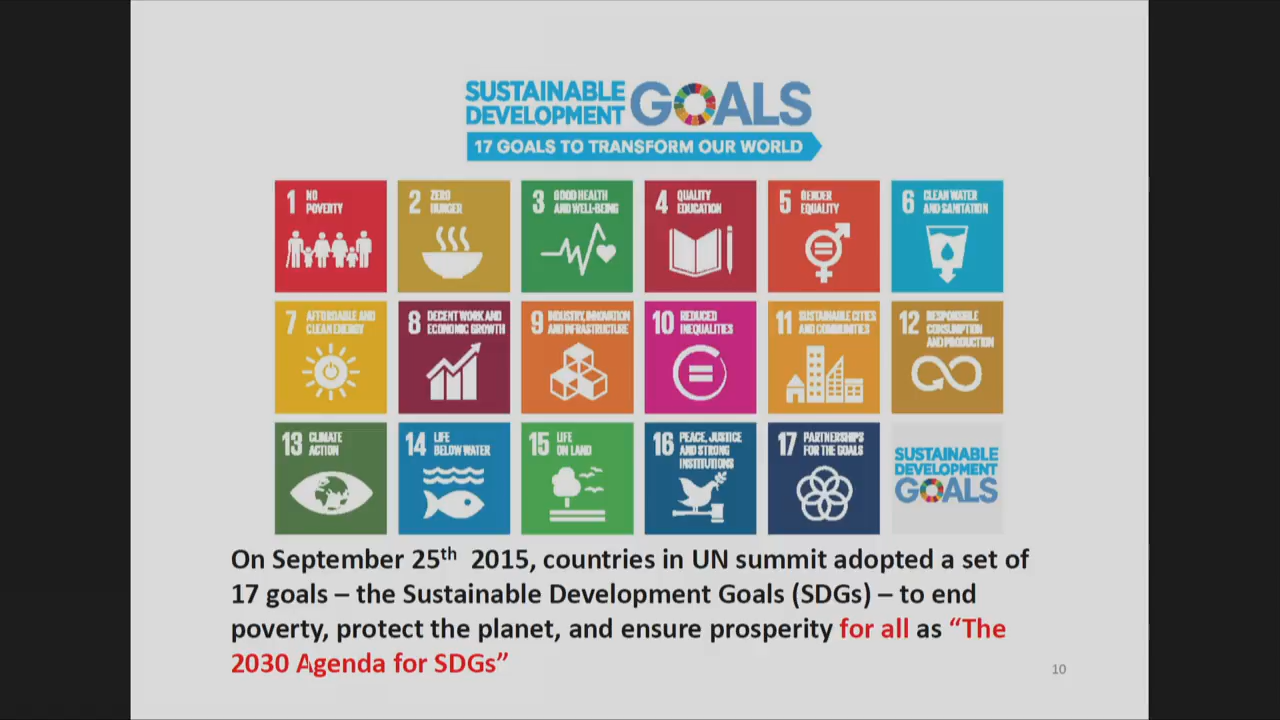 SUSTAINABLE
DEVELOPMENT GOALS
17 GOALS TO TRANSFORM OUR WORLD
1 NO
POVERTY
2 ZERO
HUNGER
3 GOOD HEALTH
AND WELL-BEING
4 QUALITY
EDUCATION
5 GENDER
EQUALITY
6 CLEAN WATER
AND SANITATION
7 AFFORDABLE AND
CLEAN ENERGY
8 DECENT WORK AND
ECONOMIC GROWTH
9 INDUSTRY, INNOVATION
AND INFRASTRUCTURE
10 REDUCED
INEQUALITIES
11 SUSTAINABLE CITIES
AND COMMUNITIES
12 RESPONSIBLE
CONSUMPTION
AND PRODUCTION
13 CLIMATE
ACTION
14 LIFE
BELOW WATER
15 LIFE
ON LAND
16 PEACE, JUSTICE
AND STRONG
INSTITUTIONS
17 PARTNERSHIPS
FOR THE GOALS
SUSTAINABLE
DEVELOPMENT
GOALS
On September 25th 2015, countries in UN summit adopted a set of
17 goals – the Sustainable Development Goals (SDGs) – to end
poverty, protect the planet, and ensure prosperity for all as “The
2030 Agenda for SDGs”
10